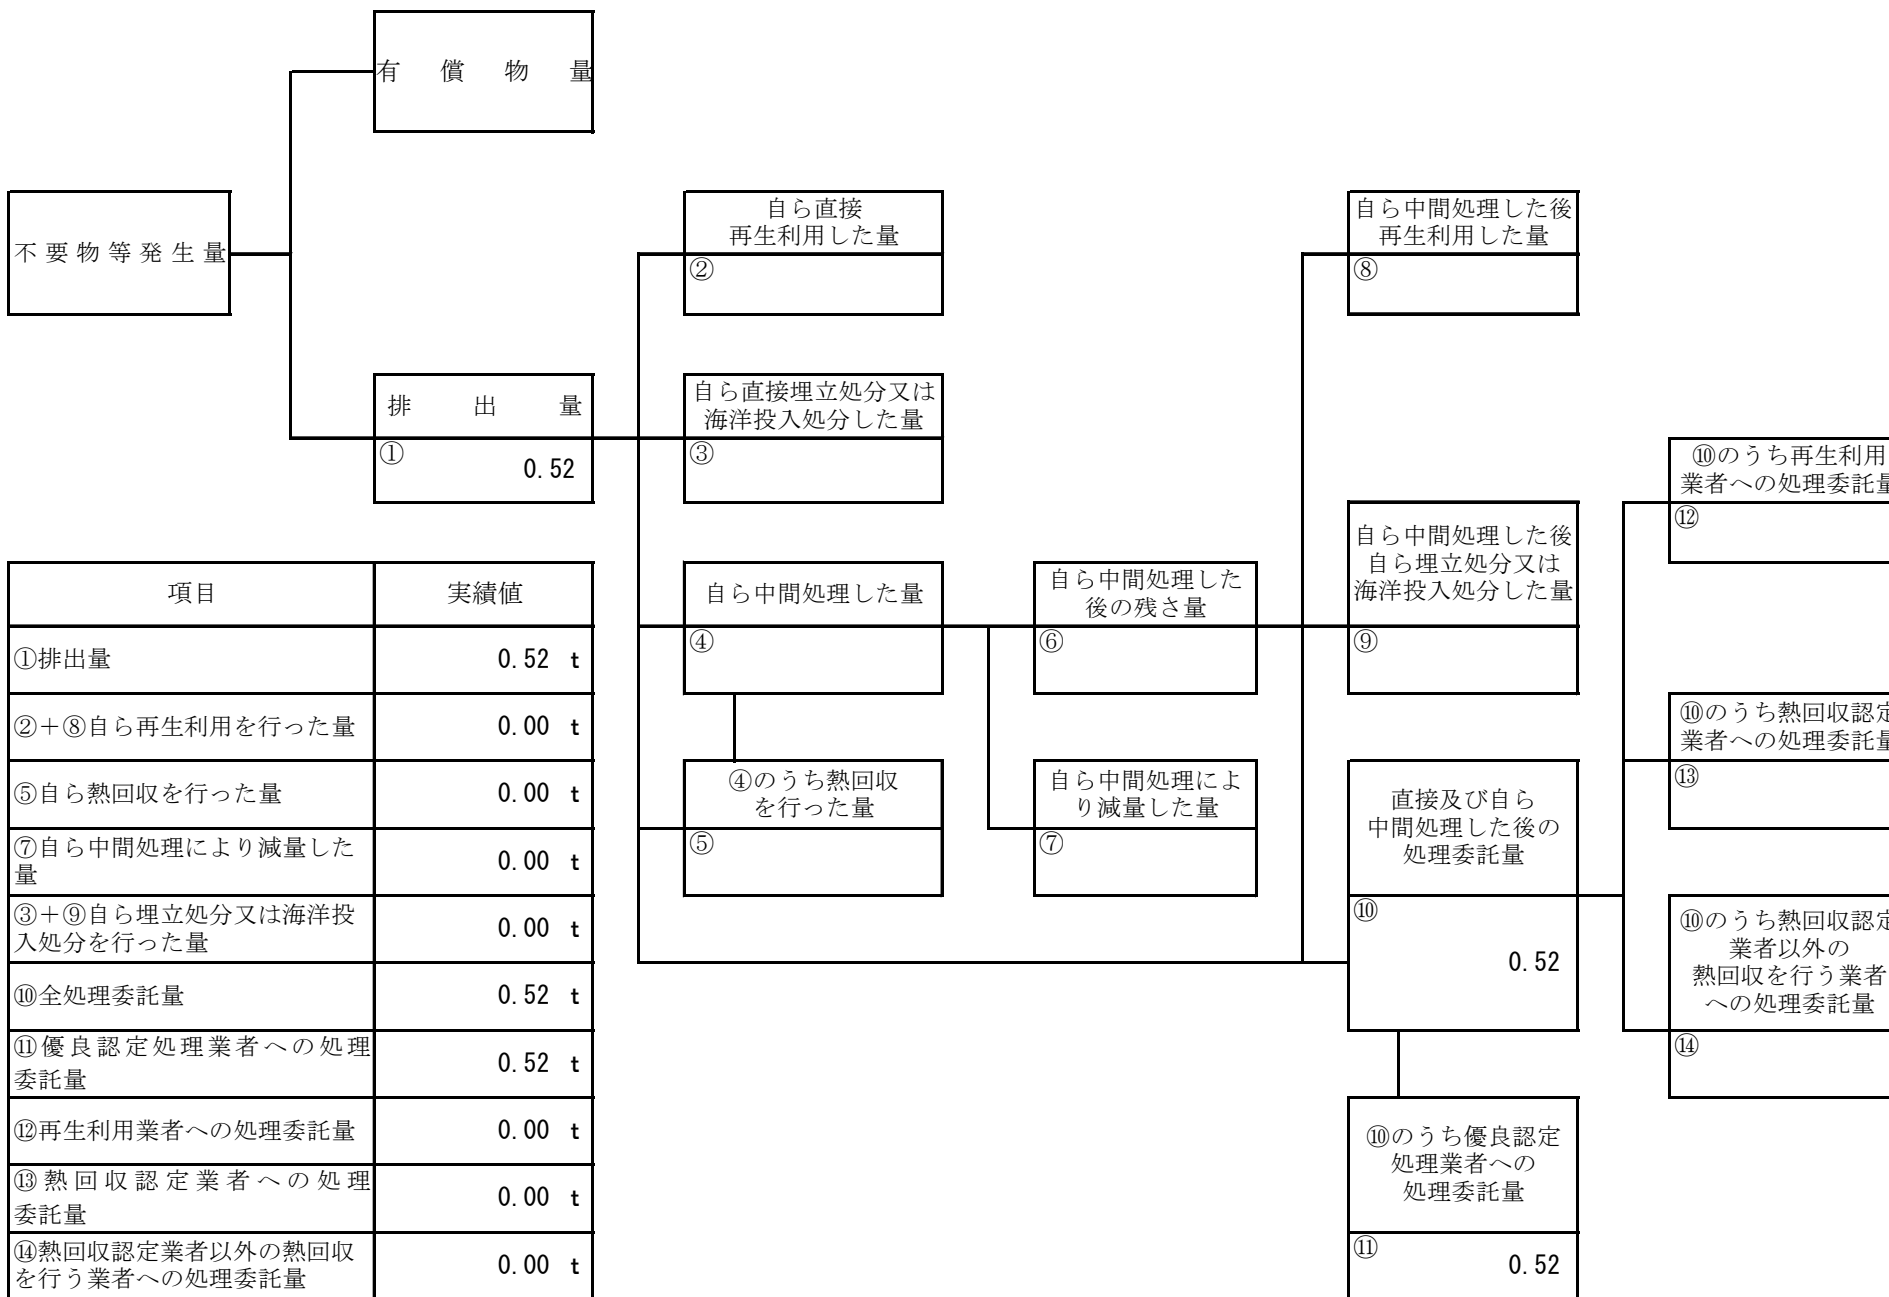 有償物量
不要物等発生量
自ら直接
再生利用した量
②
自ら中間処理した後
再生利用した量
⑧
排出量
①
0.52
自ら直接埋立処分又は
海洋投入処分した量
③
⑩のうち再生利用
業者への処理委託量
⑫
自ら中間処理した後
自ら埋立処分又は
海洋投入処分した量
⑨
自ら中間処理した量
④
自ら中間処理した
後の残さ量
⑥
⑩のうち熱回収認定
業者への処理委託量
⑬
④のうち熱回収
を行った量
⑤
自ら中間処理によ
り減量した量
⑦
直接及び自ら
中間処理した後の
処理委託量
⑩
0.52
⑩のうち熱回収認定
業者以外の
熱回収を行う業者
への処理委託量
⑭
⑩のうち優良認定
処理業者への
処理委託量
⑪
0.52
項目 実績値
①排出量 0.52 t
②+⑧自ら再生利用を行った量 0.00 t
⑤自ら熱回収を行った量 0.00 t
⑦自ら中間処理により減量した
量 0.00 t
③+⑨自ら埋立処分又は海洋投
入処分を行った量 0.00 t
⑩全処理委託量 0.52 t
⑪優良認定処理業者への処理
委託量 0.52 t
⑫再生利用業者への処理委託量 0.00 t
⑬熱回収認定業者への処理
委託量 0.00 t
⑭熱回収認定業者以外の熱回収
を行う業者への処理委託量 0.00 t